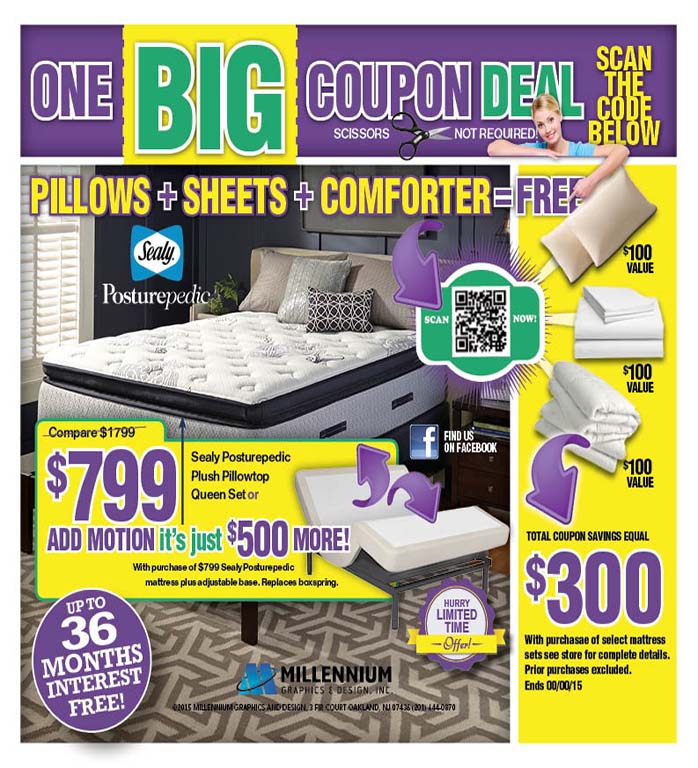 ONE BIG COUPON DEAL
SCISSORS NOT REQUIRED!
SCAN
THE
CODE
BELOW
PILLOWS + SHEETS + COMFORTER = FREE
Sealy
Posturepedic
SCAN NOW!
$100
VALUE
$100
VALUE
$100
VALUE
f FIND US
ON FACEBOOK
Compare $1799
$799
Sealy Posturepedic
Plush Pillowtop
Queen Set or
ADD MOTION it's just $500 MORE!
With purchase of $799 Sealy Posturepedic
mattress plus adjustable base. Replaces boxspring.
UP TO
36
MONTHS
INTEREST
FREE!
HURRY
LIMITED
TIME
Offer!
TOTAL COUPON SAVINGS EQUAL
$300
With purchasae of select mattress
sets see store for complete details.
Prior purchases excluded.
Ends 00/00/15
MILLENNIUM
GRAPHICS & DESIGN, INC.
©2015 MILLENNIUM GRAPHICS AND DESIGN, 3 FIR COURT OAKLAND, NJ 07436 (201) 444-0870